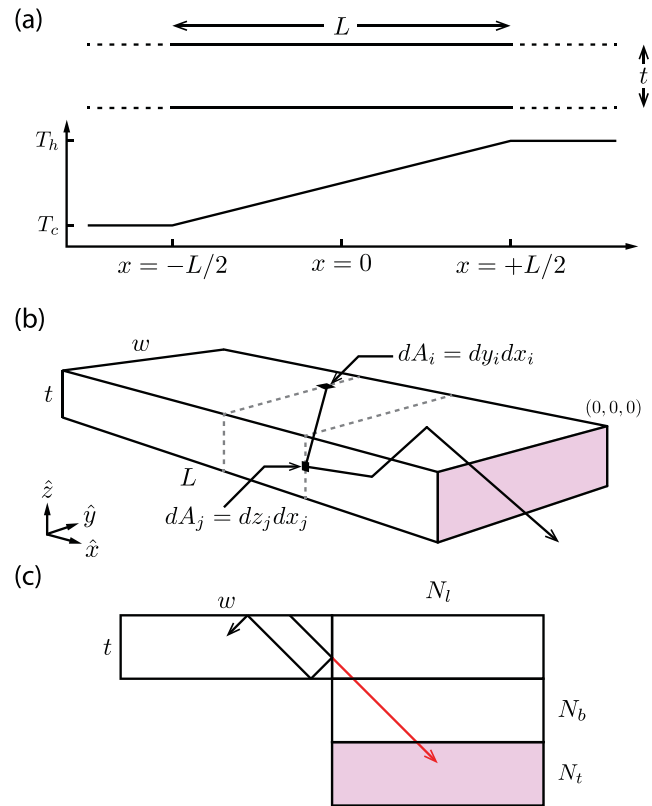 (a)
L
t
T_h
T_c
x = −L/2
x = 0
x = +L/2
(b)
w
dA_i = dy_i dx_i
t
(0, 0, 0)
L
dA_j = dz_j dx_j
ẑ
ŷ
x̂
(c)
w
N_l
t
N_b
N_t